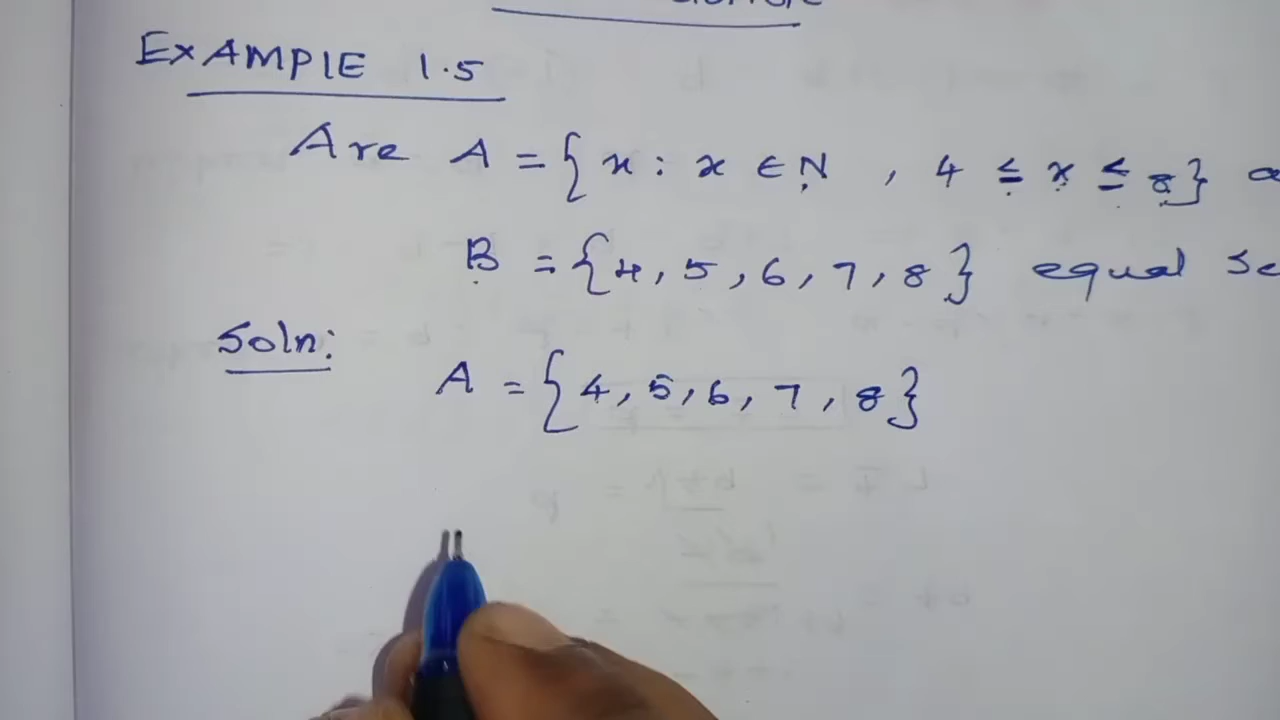 EXAMPLE 1.5
Are A = { x : x ∈ N , 4 ≤ x ≤ 8}
B = {4, 5, 6, 7, 8} equal
Soln:
A = {4, 5, 6, 7, 8}